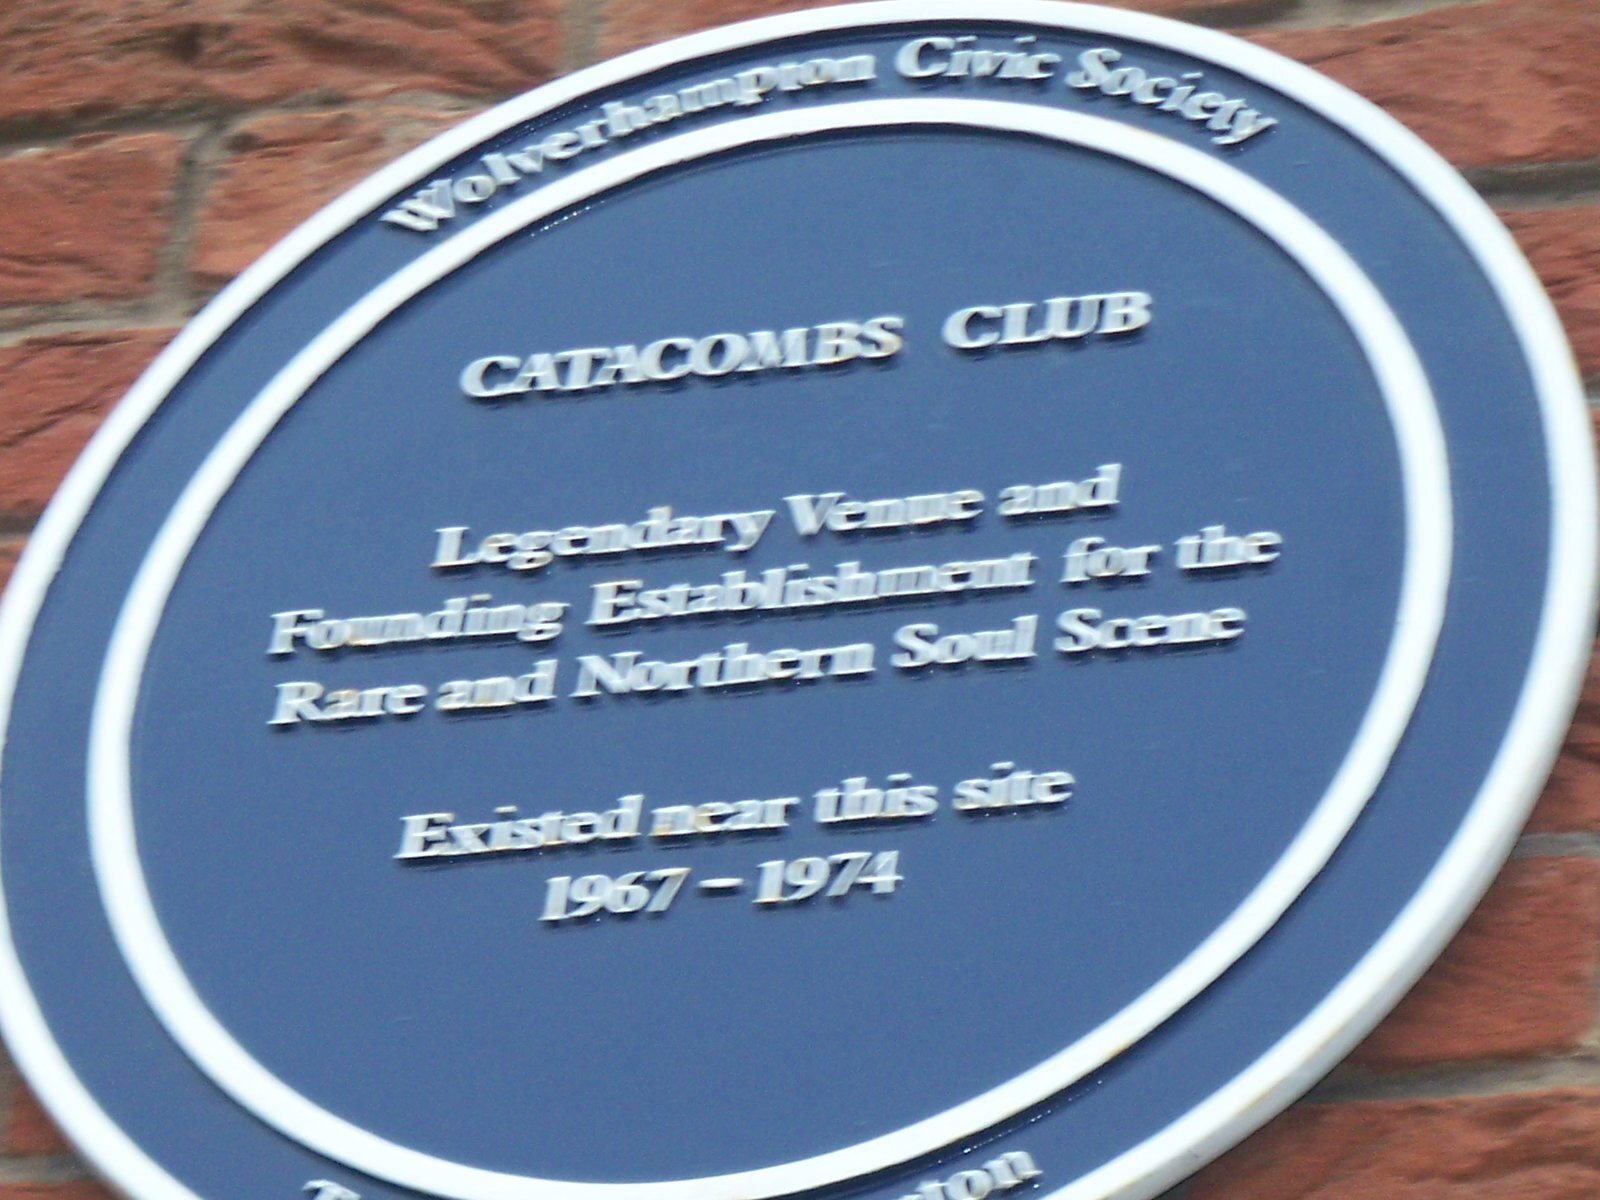 Wolverhampton Civic Society
CATACOMBS CLUB
Legendary Venue and
Founding Establishment for the
Rare and Northern Soul Scene
Existed near this site
1967 - 1974